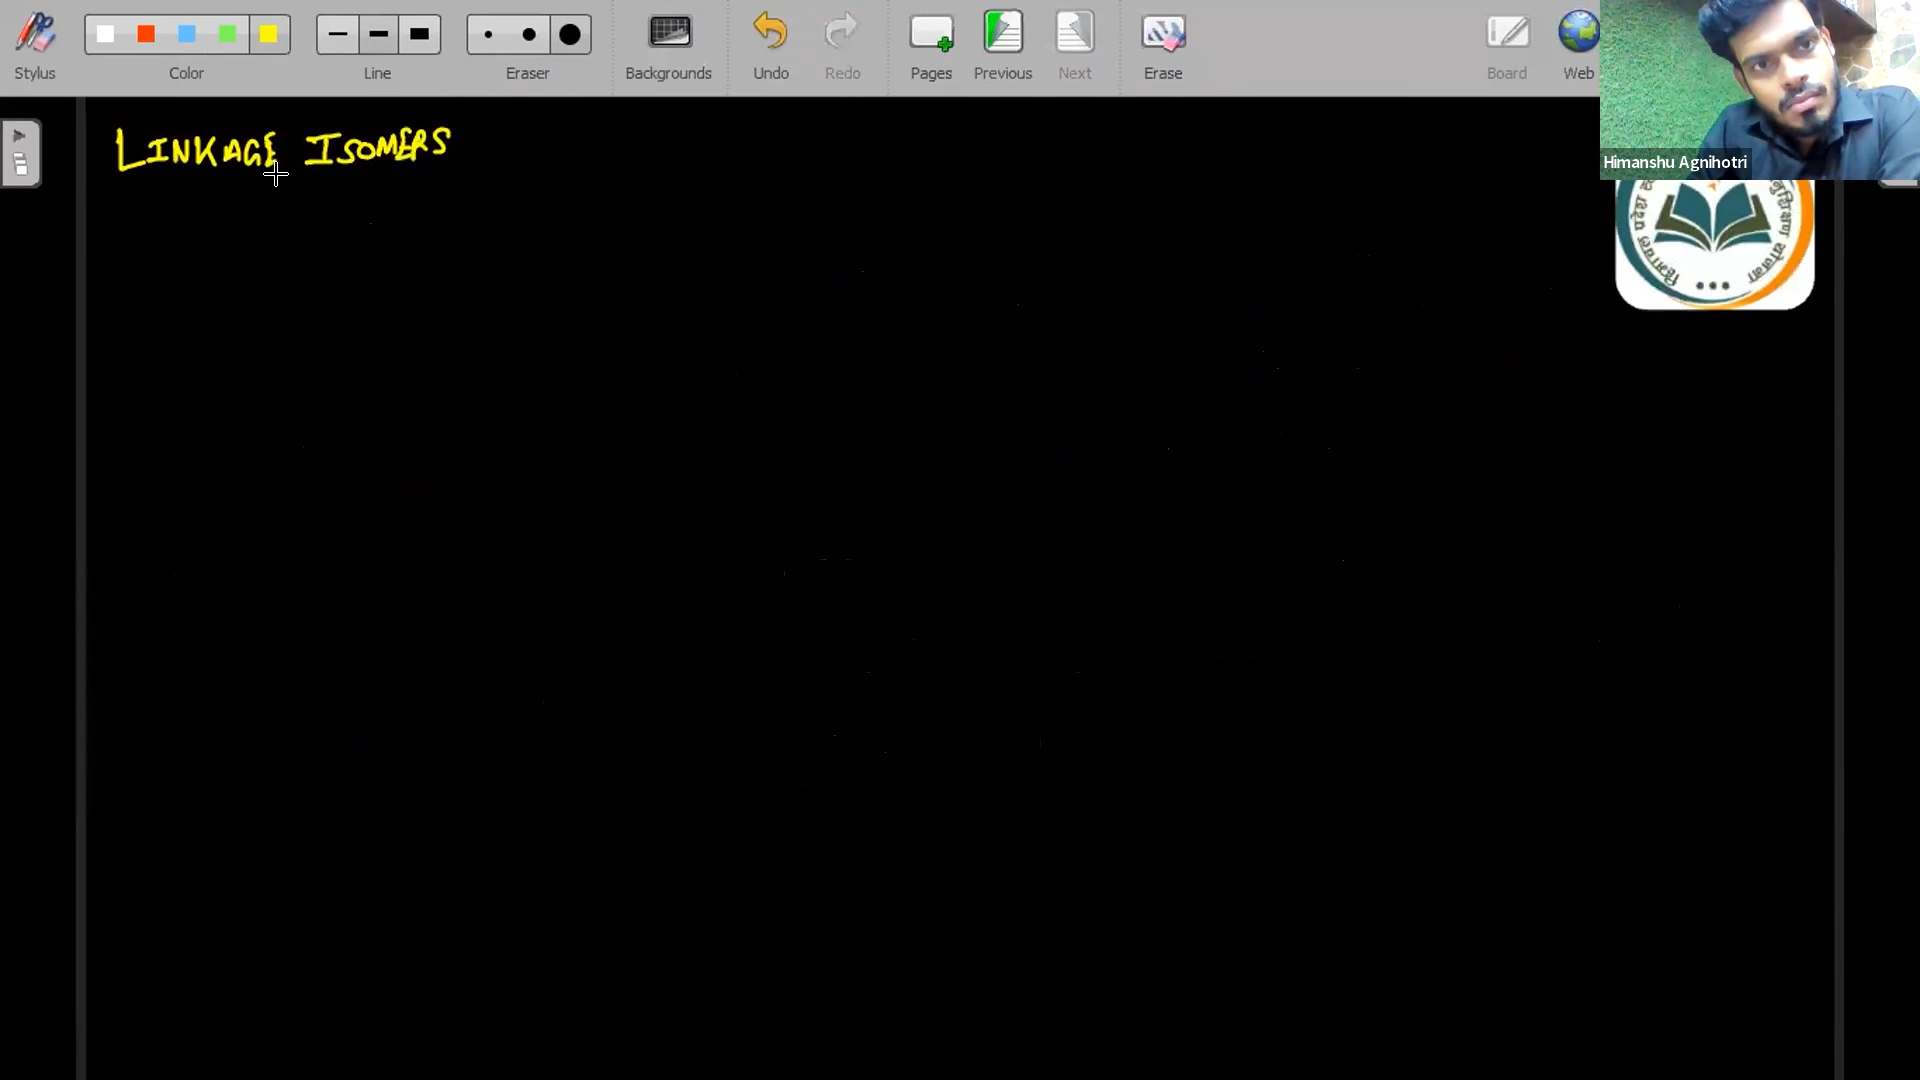 Stylus
Color
Line
Eraser
Backgrounds
Undo
Redo
Pages
Previous
Next
Erase
Board
Web
Himanshu Agnihotri
LINKAGE ISOMERS